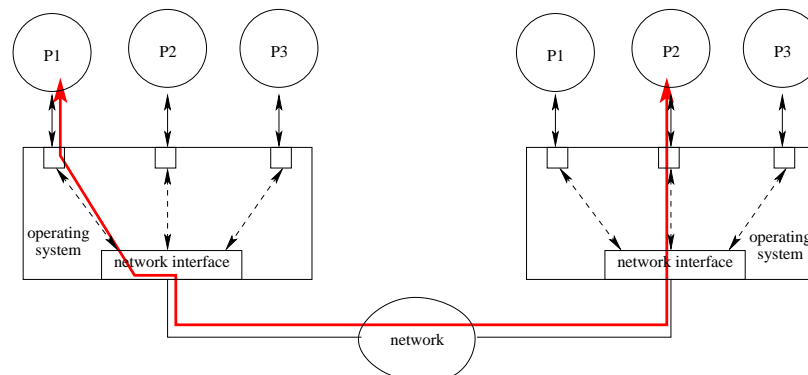 P1
P2
P3
P1
P2
P3
operating
system
network interface
network interface
operating
system
network